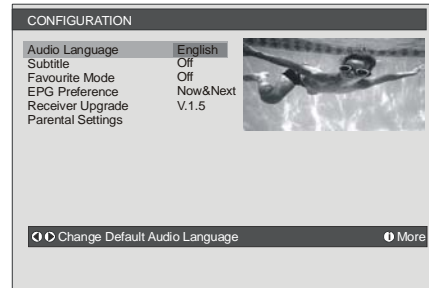 CONFIGURATION
Audio Language English
Subtitle Off
Favourite Mode Off
EPG Preference Now&Next
Receiver Upgrade V.1.5
Parental Settings
Change Default Audio Language i More